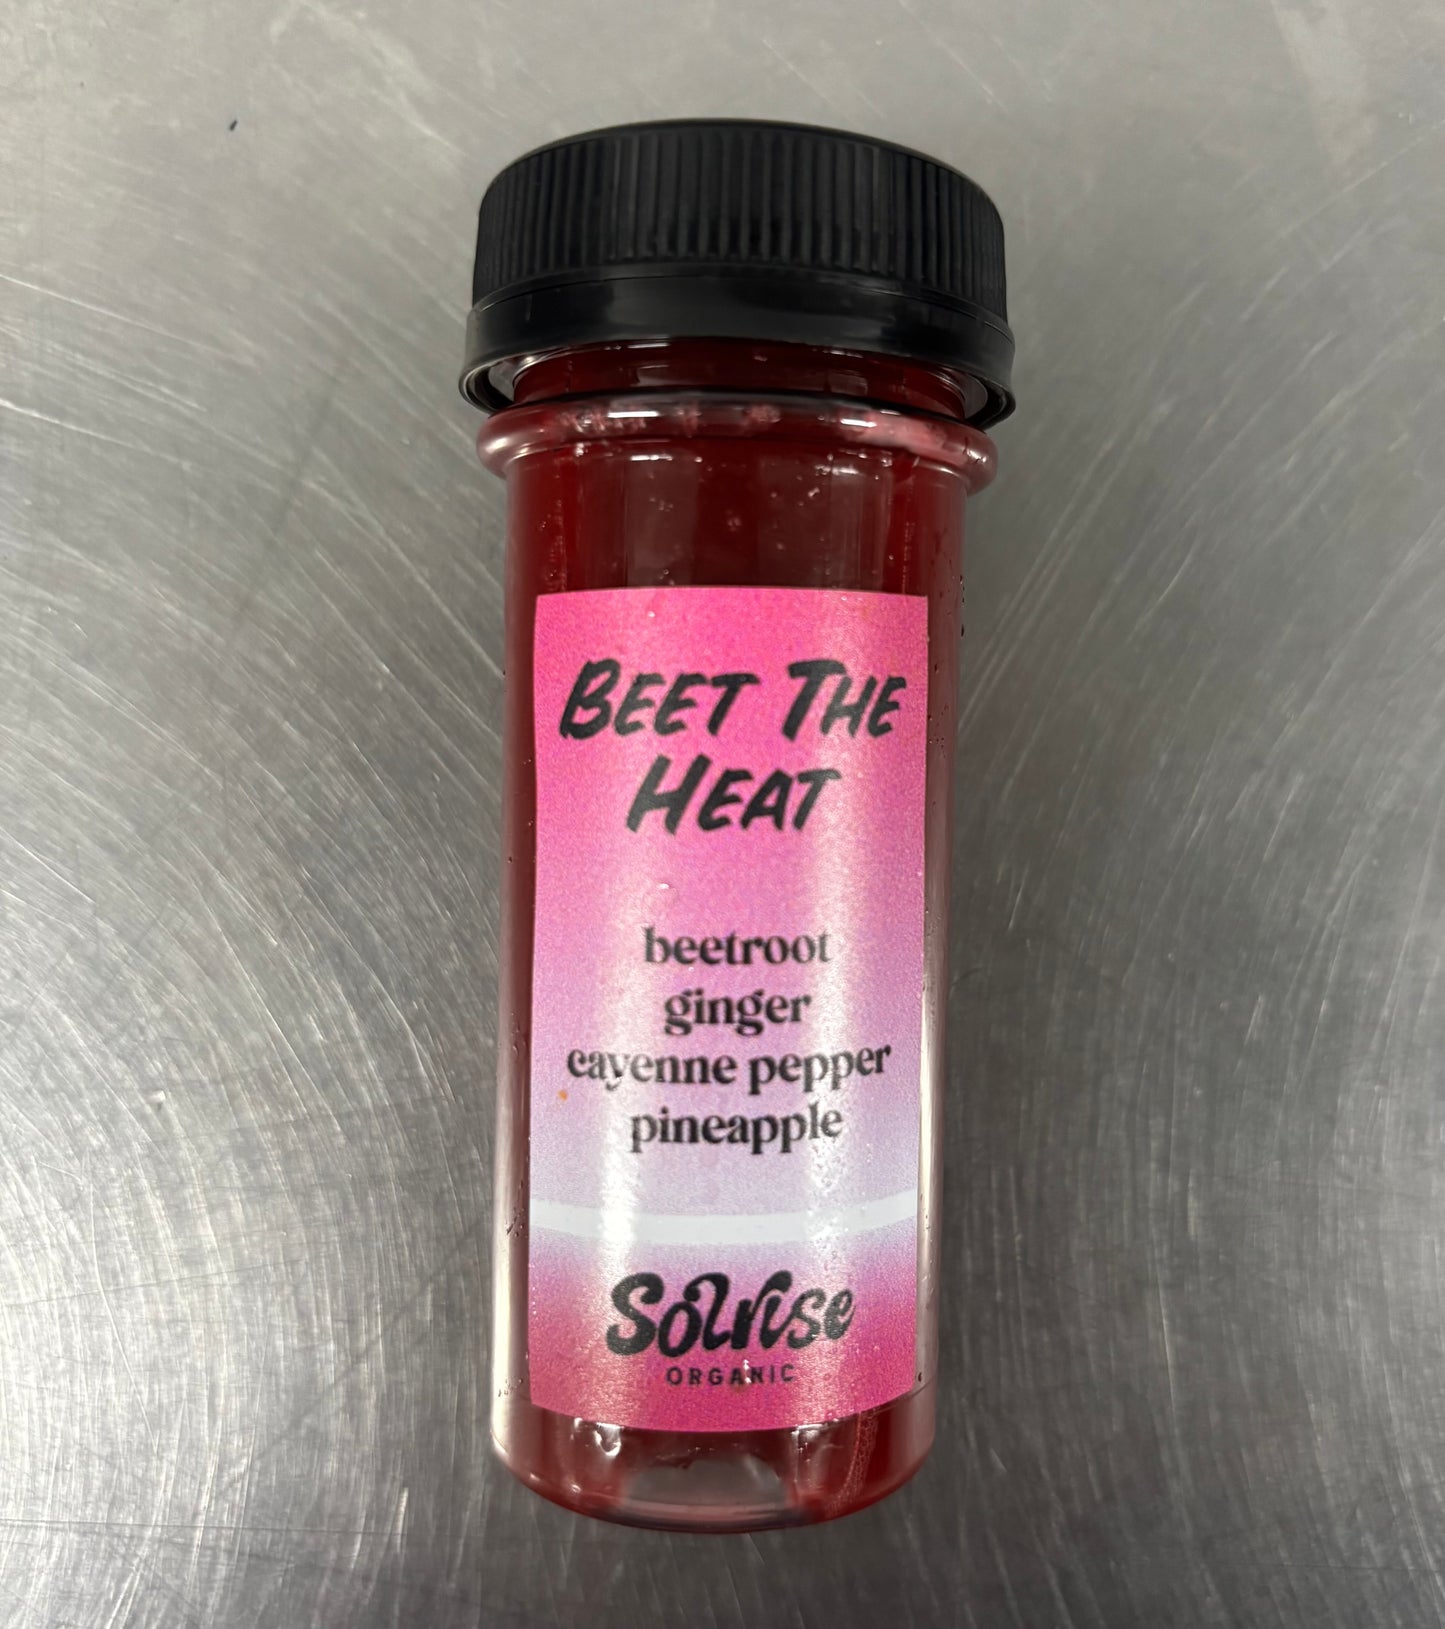 BEET THE
HEAT
beetroot
ginger
cayenne pepper
pineapple
Solrise
ORGANIC